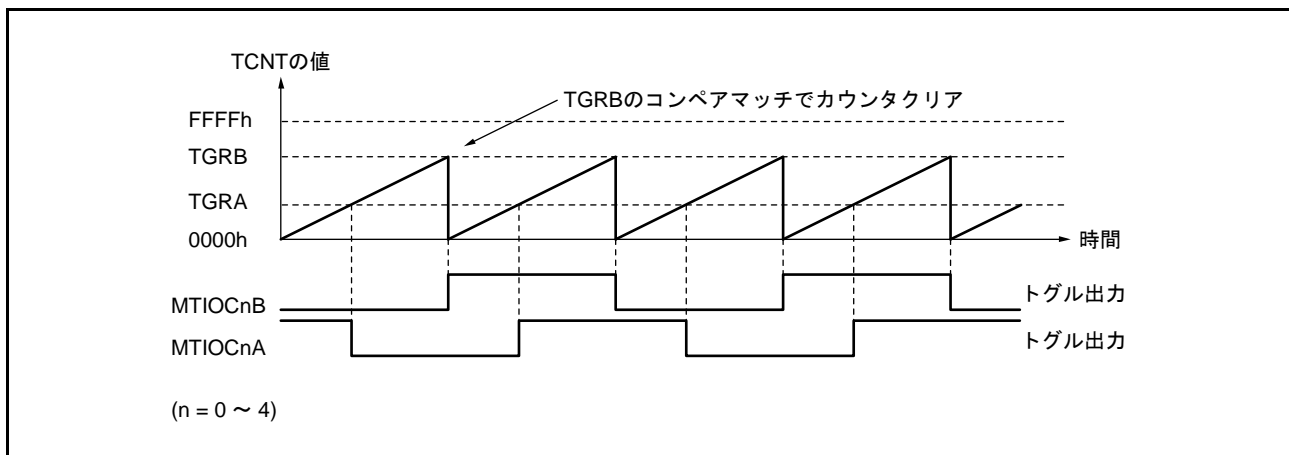 TCNTの値
TGRBのコンペアマッチでカウンタクリア
FFFFh
TGRB
TGRA
0000h
時間
MTIOCnB
トグル出力
MTIOCnA
トグル出力
(n = 0 ～ 4)